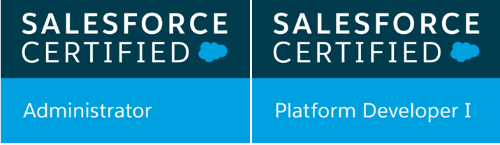 SALESFORCE
CERTIFIED
Administrator
SALESFORCE
CERTIFIED
Platform Developer I